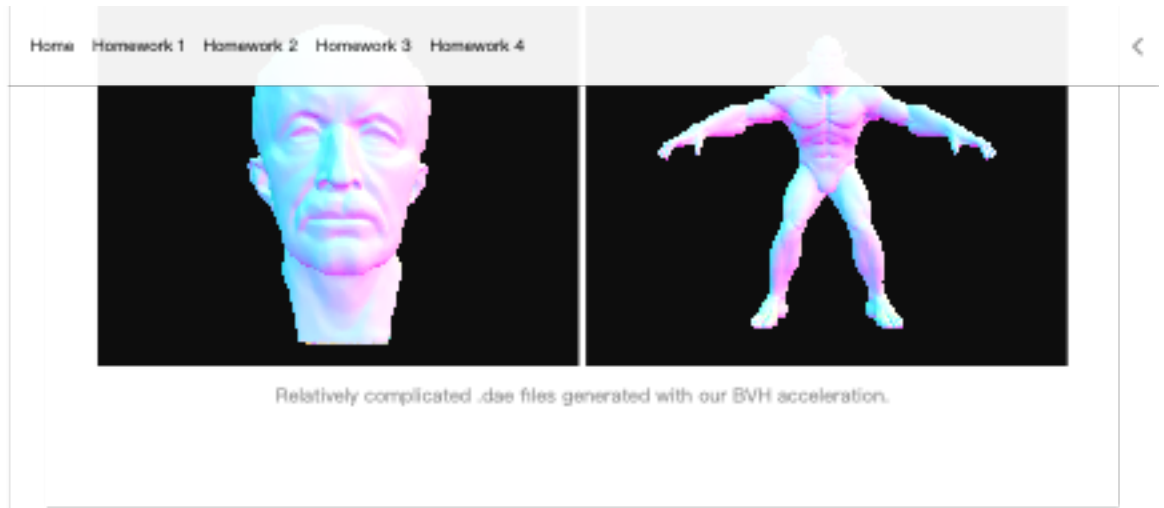 Home Homework 1 Homework 2 Homework 3 Homework 4
Relatively complicated .dae files generated with our BVH acceleration.